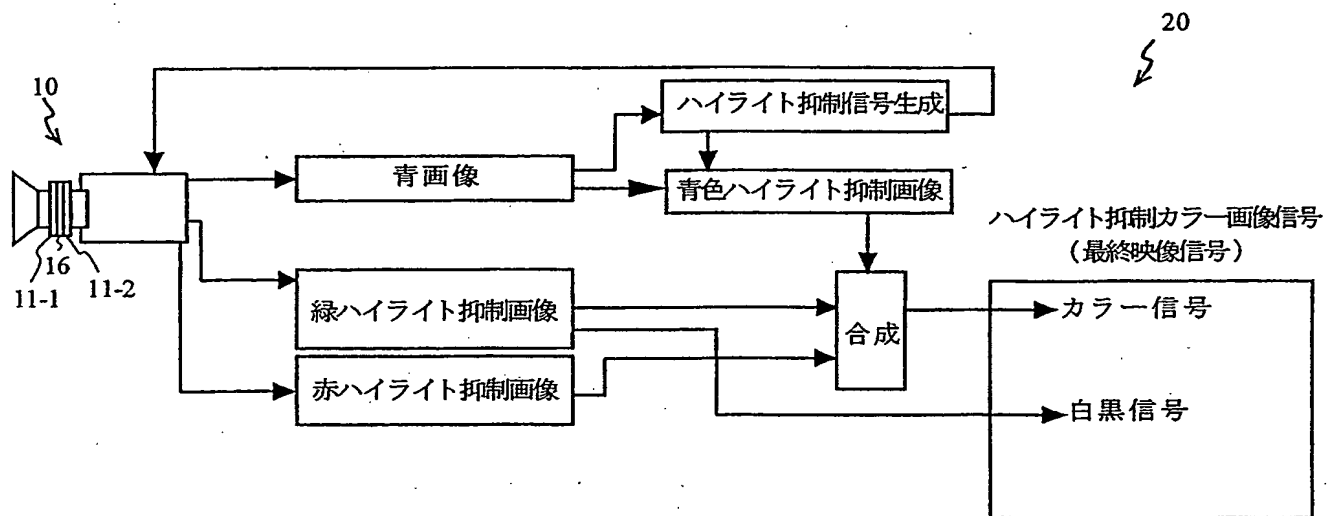 20
10
ハイライト抑制信号生成
青画像
青色ハイライト抑制画像
16
11-1
11-2
緑ハイライト抑制画像
赤ハイライト抑制画像
合成
ハイライト抑制カラー画像信号
(最終映像信号)
カラー信号
白黒信号